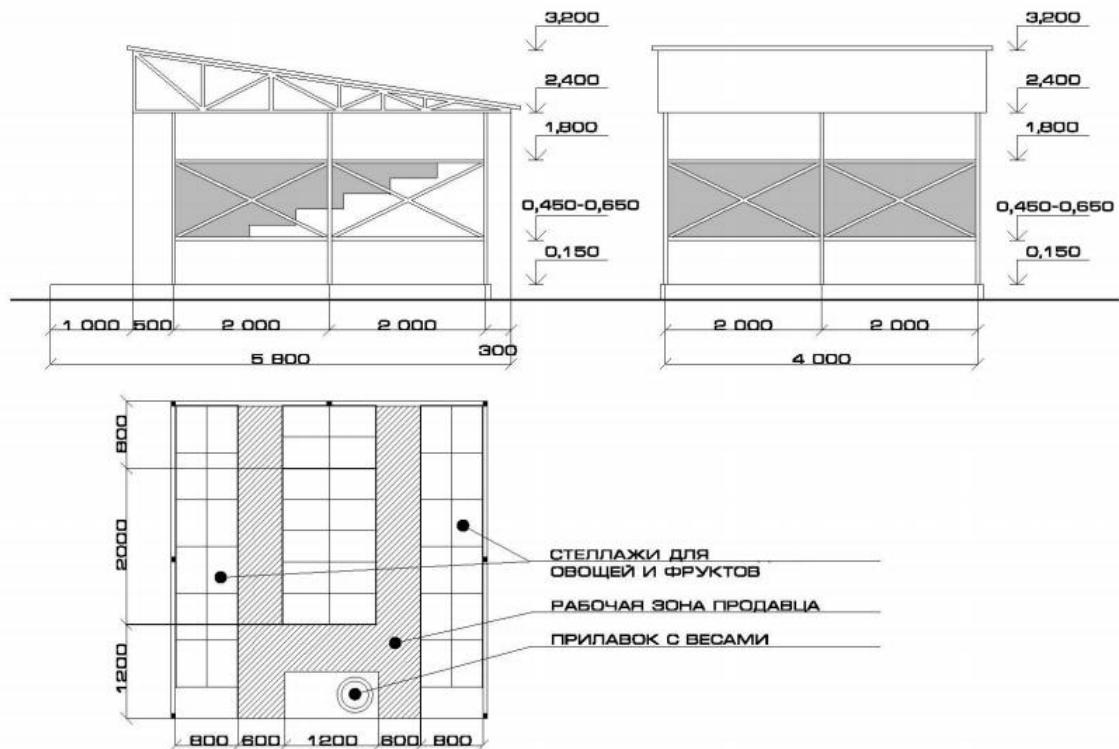 3,200
2,400
1,800
0,450-0,650
0,150
3,200
2,400
1,800
0,450-0,650
0,150
1 000 500 2 000 2 000 300
5 800
2 000 2 000
4 000
800
2000
1200
СТЕЛЛАЖИ ДЛЯ
ОВОЩЕЙ И ФРУКТОВ
РАБОЧАЯ ЗОНА ПРОДАВЦА
ПРИЛАВОК С ВЕСАМИ
800 600 1200 600 800